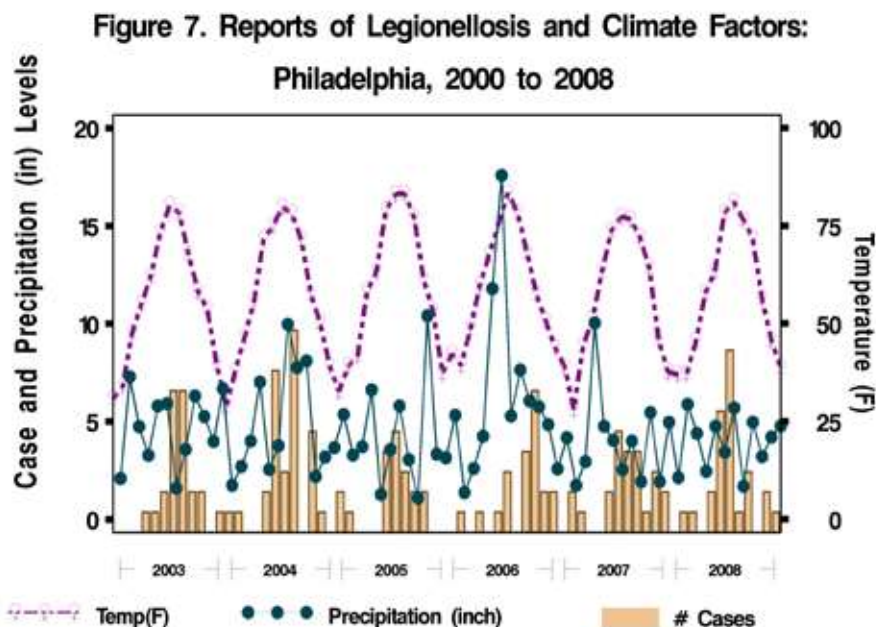 Figure 7. Reports of Legionellosis and Climate Factors:
Philadelphia, 2000 to 2008
Case and Precipitation (in) Levels
20
15
10
5
0
100
75
50
25
0
Temperature (F)
2003 2004 2005 2006 2007 2008
Temp(F) Precipitation (inch) # Cases